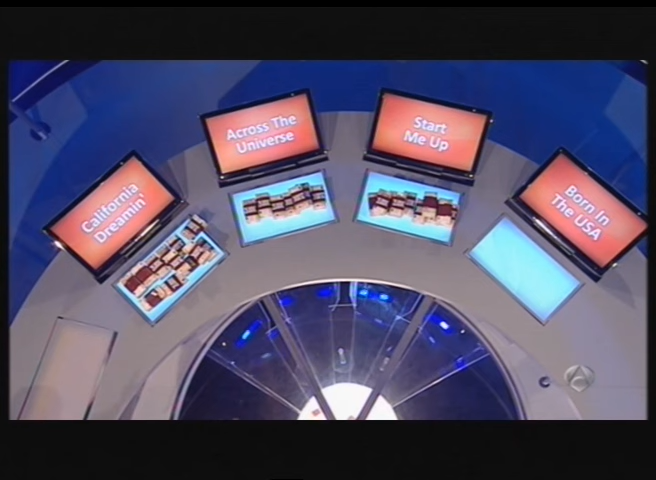 California
Dreamin'
Across The
Universe
Start
Me Up
Born In
The USA